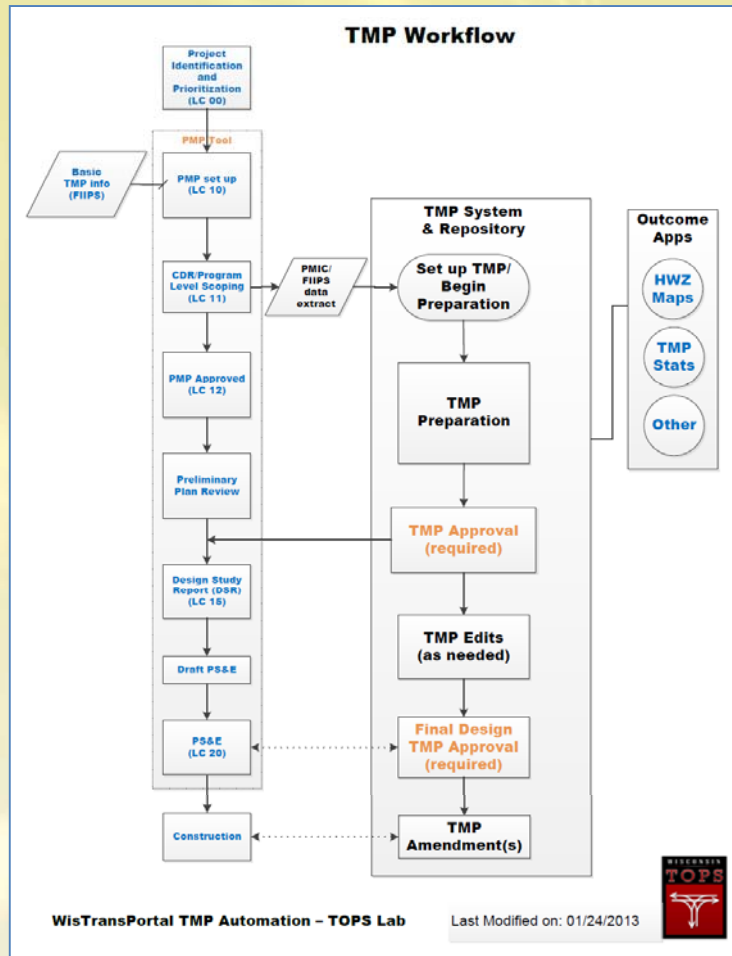 TMP Workflow
Project
Identification
and
Prioritization
(LC 00)
PMP Tool
Basic
TMP info
(FIIPS)
PMP set up
(LC 10)
CDR/Program
Level Scoping
(LC 11)
PMIC/
FIIPS
data
extract
PMP Approved
(LC 12)
Preliminary
Plan Review
Design Study
Report (DSR)
(LC 15)
Draft PS&E
PS&E
(LC 20)
Construction
TMP System
& Repository
Set up TMP/
Begin
Preparation
TMP
Preparation
TMP Approval
(required)
TMP Edits
(as needed)
Final Design
TMP Approval
(required)
TMP
Amendment(s)
Outcome
Apps
HWZ
Maps
TMP
Stats
Other
WisTransPortal TMP Automation – TOPS Lab
Last Modified on: 01/24/2013
WISCONSIN
TOPS